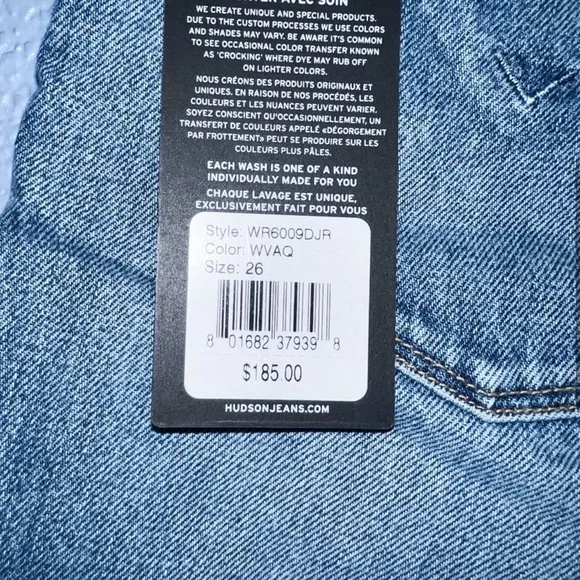 AVEC SOIN
WE CREATE UNIQUE AND SPECIAL PRODUCTS.
DUE TO THE CUSTOM PROCESSES WE USE COLORS
AND SHADES MAY VARY. BE AWARE IT'S COMMON
TO SEE OCCASIONAL COLOR TRANSFER KNOWN
AS 'CROCKING' WHERE DYE MAY RUB OFF
ON LIGHTER COLORS.
NOUS CRÉONS DES PRODUITS ORIGINAUX ET
UNIQUES. EN RAISON DE NOS PROCÉDÉS, LES
COULEURS ET LES NUANCES PEUVENT VARIER.
SOYEZ CONSCIENT QU'OCCASIONNELLEMENT, UN
TRANSFERT DE COULEURS APPELÉ «DÉGORGEMENT
PAR FROTTEMENT» PEUT SE PRODUIRE SUR LES
COULEURS PLUS PÂLES.
EACH WASH IS ONE OF A KIND
INDIVIDUALLY MADE FOR YOU
CHAQUE LAVAGE EST UNIQUE,
EXCLUSIVEMENT FAIT POUR VOUS
Style: WR6009DJR
Color: WVAQ
Size: 26
8 01682 37939 8
$185.00
HUDSONJEANS.COM